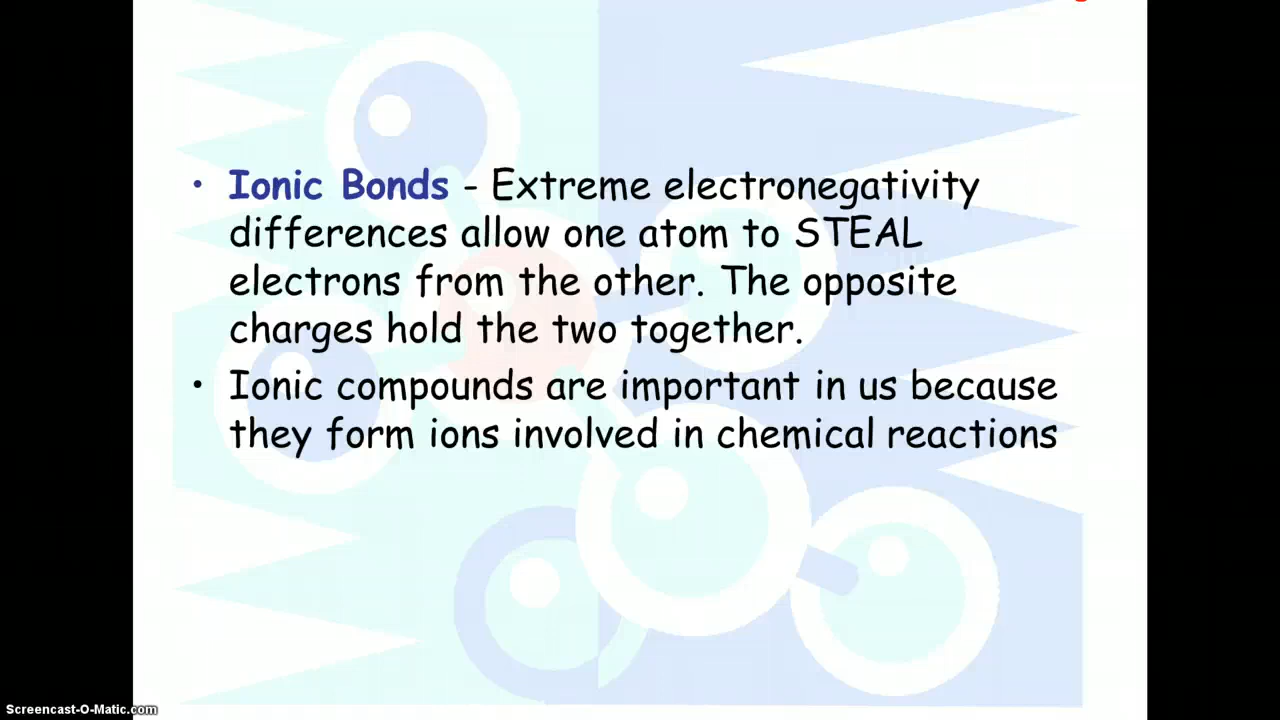 • Ionic Bonds - Extreme electronegativity
differences allow one atom to STEAL
electrons from the other. The opposite
charges hold the two together.
• Ionic compounds are important in us because
they form ions involved in chemical reactions
Screencast-O-Matic.com